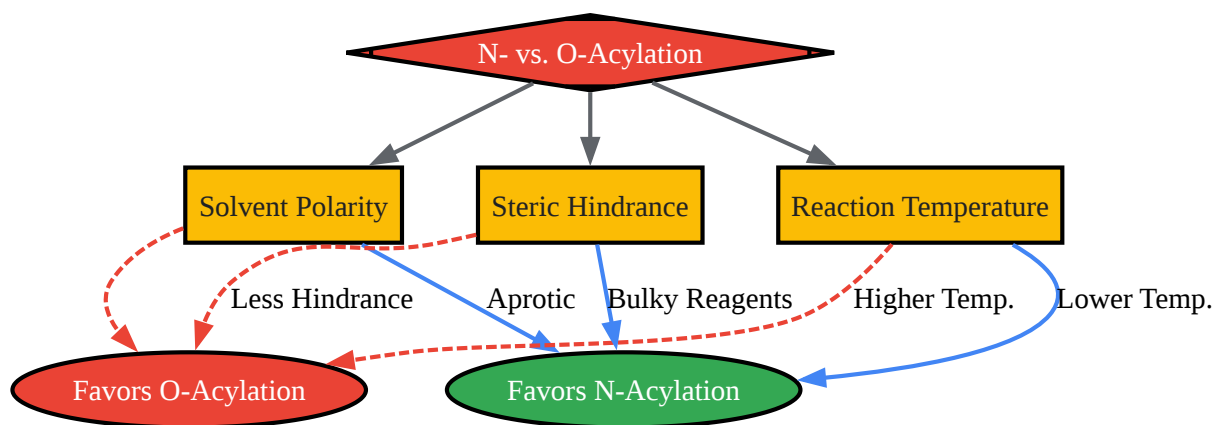 N- vs. O-Acylation
Solvent Polarity
Steric Hindrance
Reaction Temperature
Less Hindrance
Aprotic
Bulky Reagents
Higher Temp.
Lower Temp.
Favors O-Acylation
Favors N-Acylation